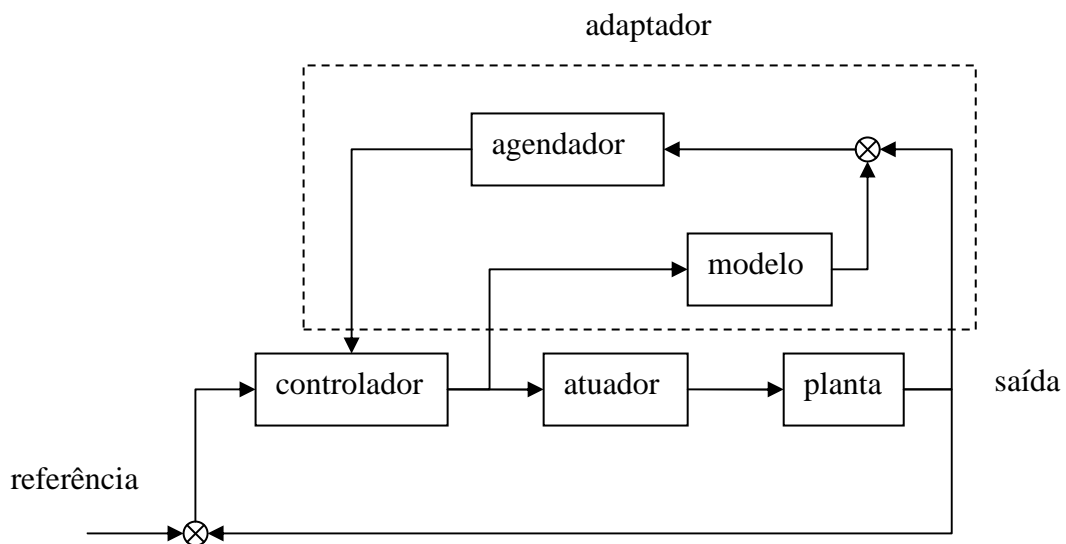 adaptador
agendador
modelo
controlador
atuador
planta
saída
referência